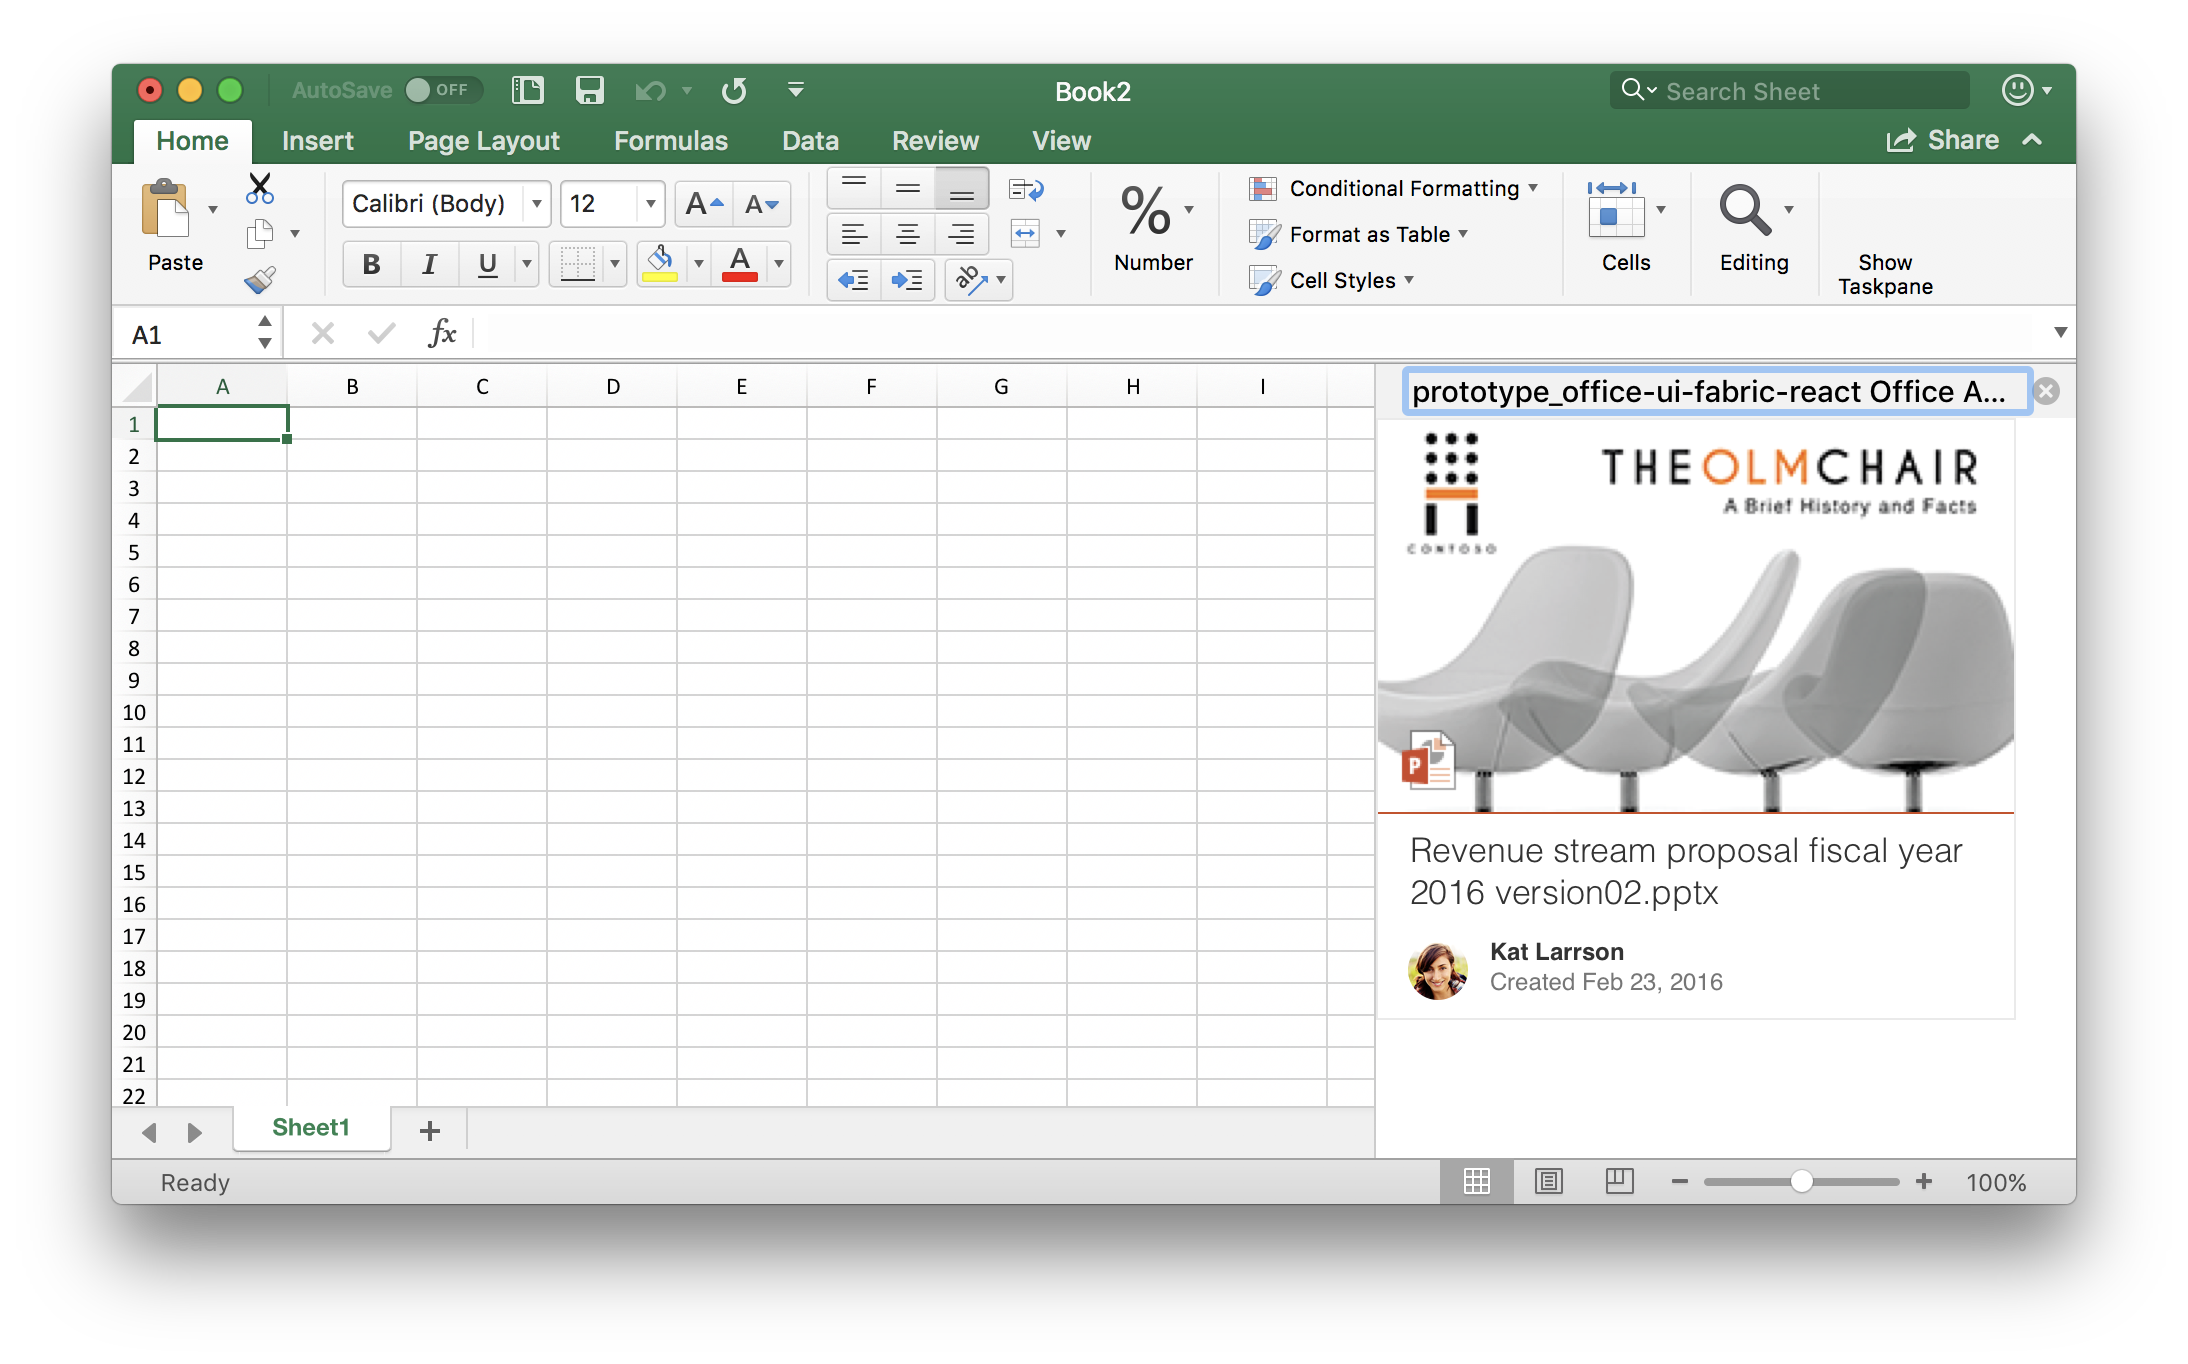 AutoSave OFF
Book2
Search Sheet
Home Insert Page Layout Formulas Data Review View Share
Paste
Calibri (Body) 12 A A
B I U A
ab
%
Number
Conditional Formatting
Format as Table
Cell Styles
Cells
Editing
Show
Taskpane
A1 fx
A B C D E F G H I
1
2
3
4
5
6
7
8
9
10
11
12
13
14
15
16
17
18
19
20
21
22
prototype_office-ui-fabric-react Office A...
THEOLMCHAIR
A Brief History and Facts
CONTOSO
P
Revenue stream proposal fiscal year
2016 version02.pptx
Kat Larrson
Created Feb 23, 2016
Sheet1 +
Ready
100%